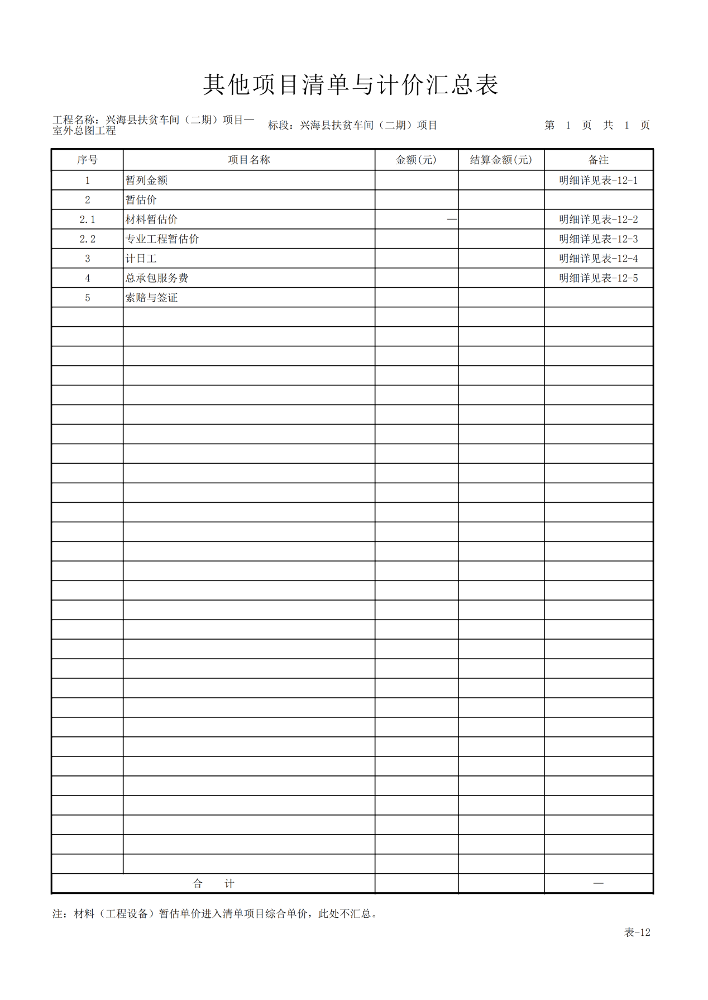 其他项目清单与计价汇总表
工程名称：兴海县扶贫车间（二期）项目—
室外总图工程
标段：兴海县扶贫车间（二期）项目
第 1 页 共 1 页
序号 项目名称 金额(元) 结算金额(元) 备注
1 暂列金额 明细详见表-12-1
2 暂估价
2.1 材料暂估价 — 明细详见表-12-2
2.2 专业工程暂估价 明细详见表-12-3
3 计日工 明细详见表-12-4
4 总承包服务费 明细详见表-12-5
5 索赔与签证
合 计 —
注：材料（工程设备）暂估单价进入清单项目综合单价，此处不汇总。
表-12